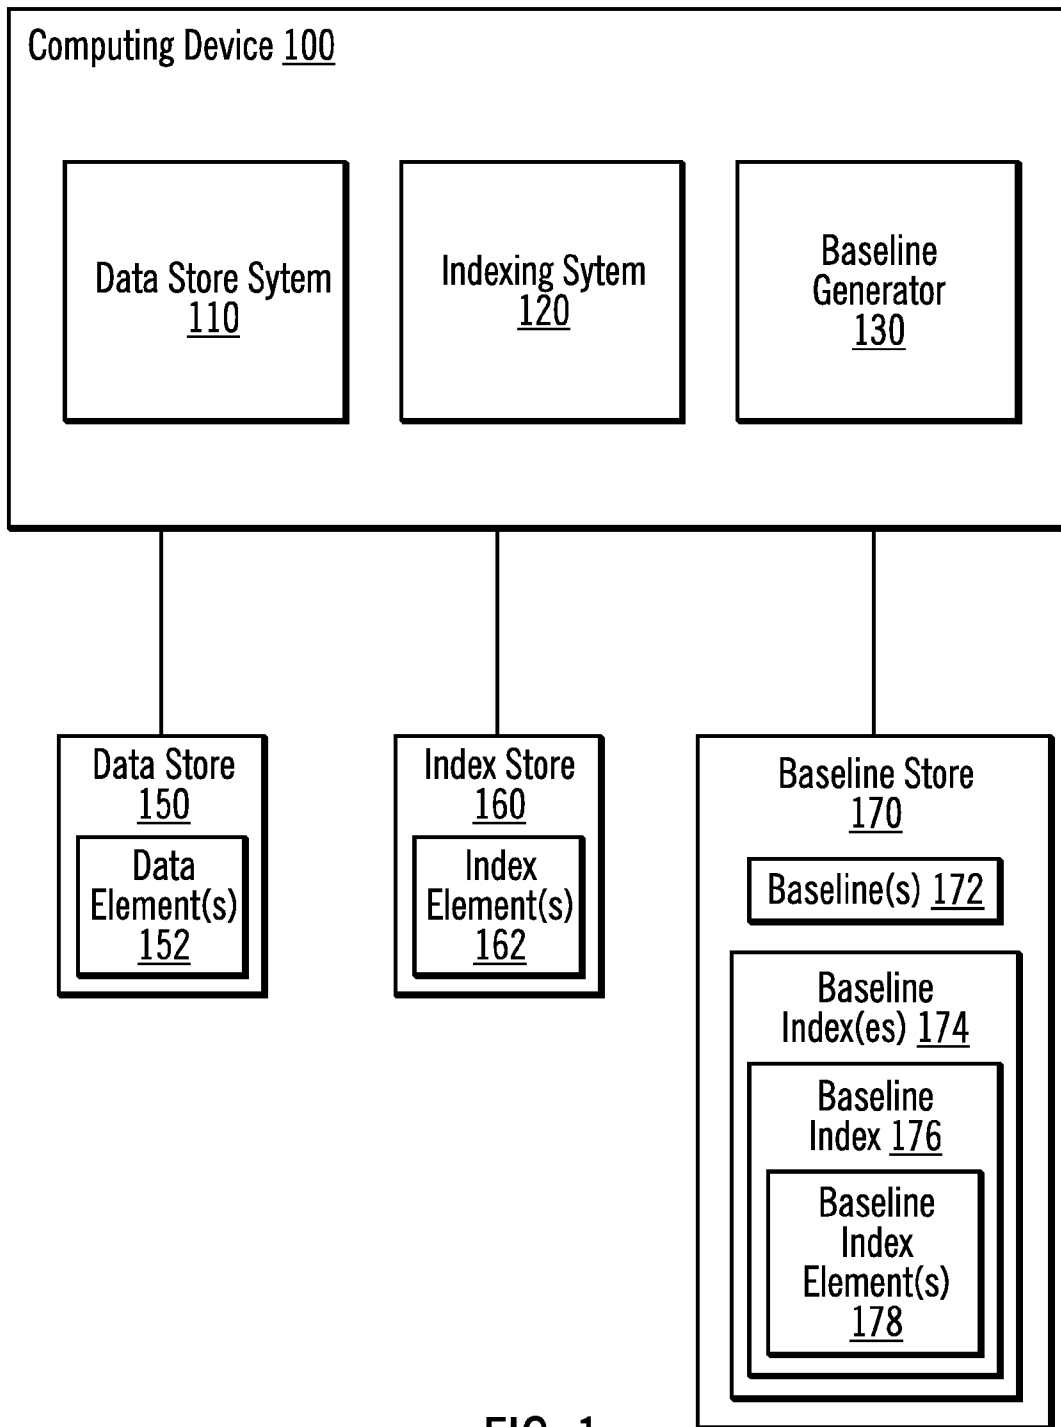 Computing Device 100
Data Store Sytem
110
Indexing Sytem
120
Baseline
Generator
130
Data Store
150
Data
Element(s)
152
Index Store
160
Index
Element(s)
162
Baseline Store
170
Baseline(s) 172
Baseline
Index(es) 174
Baseline
Index 176
Baseline
Index
Element(s)
178
FIG. 1